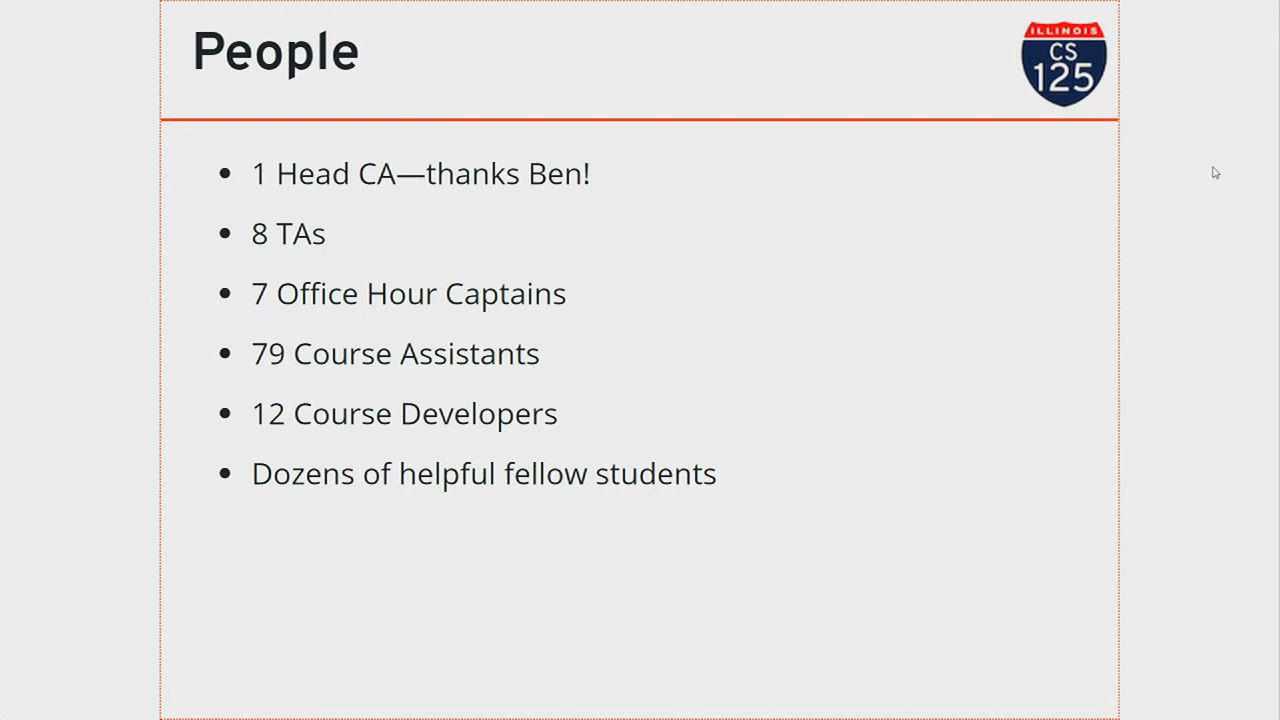 People
ILLINOIS
CS
125
1 Head CA—thanks Ben!
8 TAs
7 Office Hour Captains
79 Course Assistants
12 Course Developers
Dozens of helpful fellow students